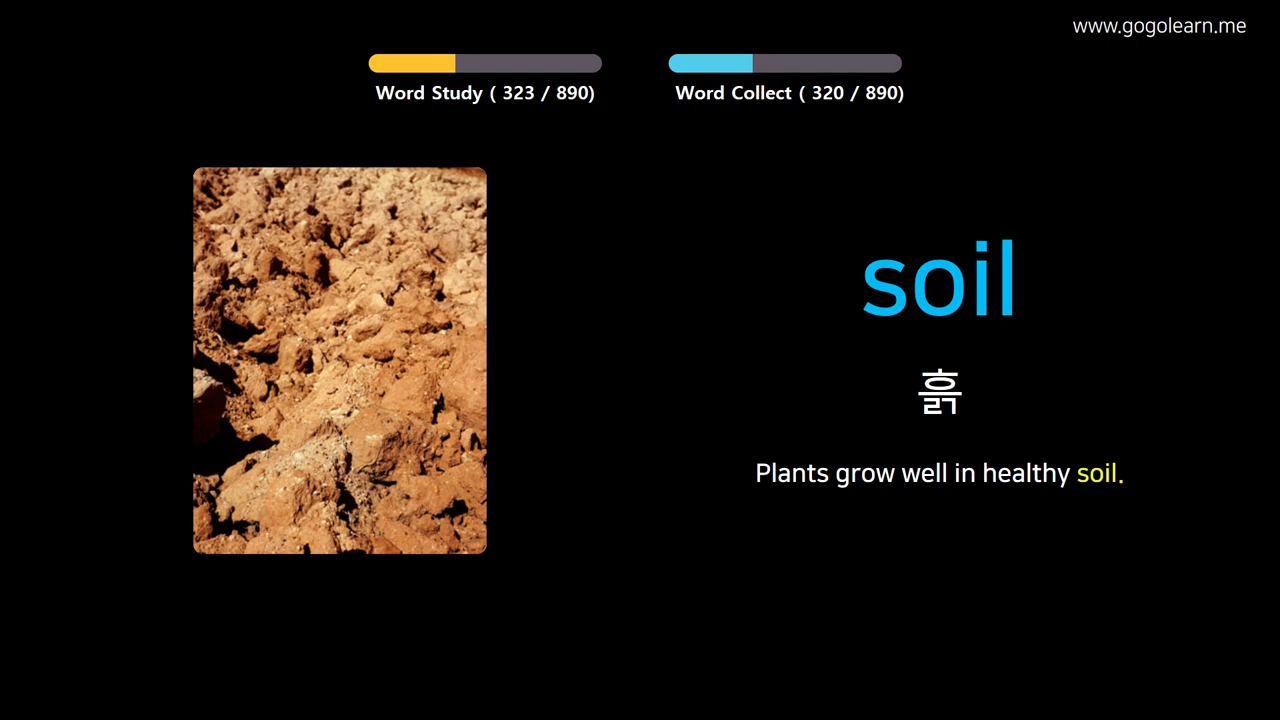 www.gogolearn.me
Word Study ( 323 / 890)
Word Collect ( 320 / 890)
soil
흙
Plants grow well in healthy soil.